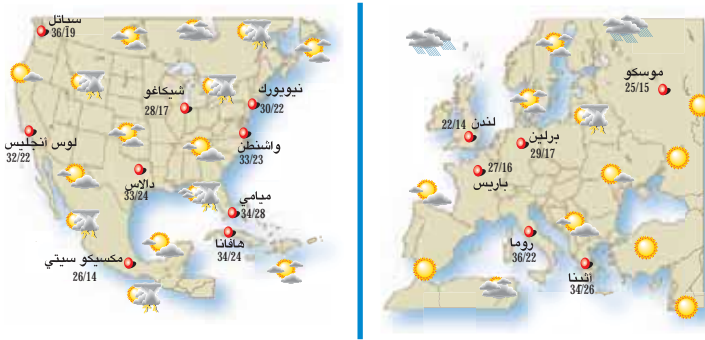 سياتل
36/19
شيكاغو
28/17
نيويورك
30/22
لوس أنجليس
32/22
واشنطن
33/23
دالاس
33/24
ميامي
34/28
هافانا
34/24
مكسيكو سيتي
26/14
موسكو
25/15
لندن 22/14
برلين
29/17
27/16
باريس
روما
36/22
أثينا
34/26